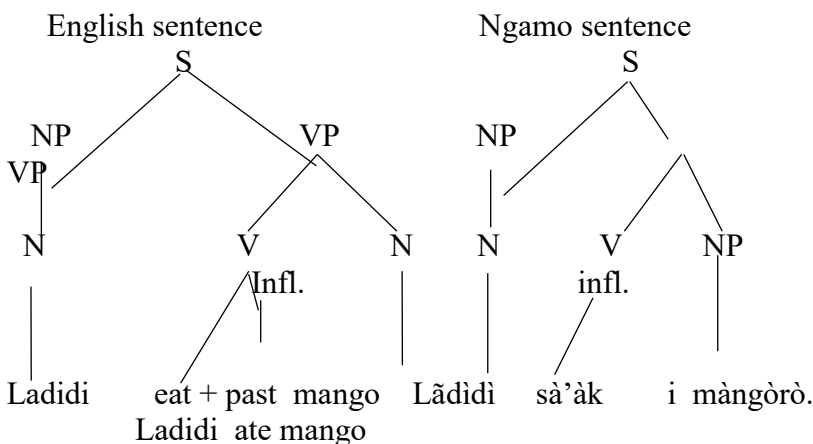 English sentence Ngamo sentence
S S
NP VP NP
VP
N V N N V NP
Infl. infl.
Ladidi eat + past mango Lãdìdì sà’àk i màngòrò.
Ladidi ate mango